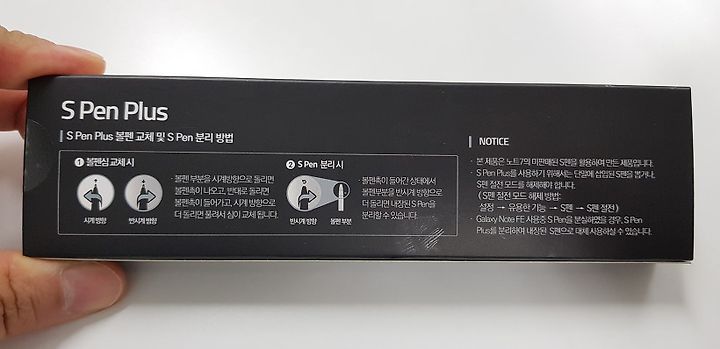 S Pen Plus
S Pen Plus 볼펜 교체 및 S Pen 분리 방법
1 볼펜심 교체 시
시계 방향
반시계 방향
· 볼펜 부분을 시계방향으로 돌리면
볼펜촉이 나오고, 반대로 돌리면
볼펜촉이 들어가고, 시계 방향으로
더 돌리면 풀려서 심이 교체 됩니다.
2 S Pen 분리 시
반시계 방향
볼펜 부분
· 볼펜촉이 들어간 상태에서
볼펜부분을 반시계 방향으로
더 돌리면 내장된 S Pen을
분리할 수 있습니다.
NOTICE
· 본 제품은 노트7의 미판매된 S펜을 활용하여 만든 제품입니다.
· S Pen Plus를 사용하기 위해서는 단말에 삽입된 S펜을 뽑거나,
S펜 절전 모드를 해제해야 합니다.
( S펜 절전 모드 해제 방법:
설정 → 유용한 기능 → S펜 → S펜 절전 )
· Galaxy Note FE 사용중 S Pen을 분실하였을 경우, S Pen
Plus를 분리하여 내장된 S펜으로 대체 사용하실 수 있습니다.